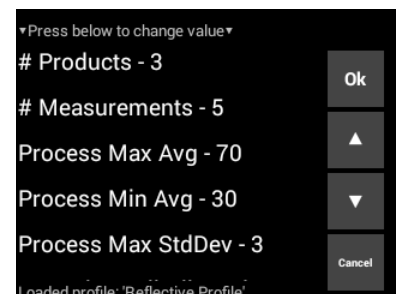 ▾Press below to change value▾
# Products - 3
Ok
# Measurements - 5
▲
Process Max Avg - 70
Process Min Avg - 30
▼
Process Max StdDev - 3
Cancel
Loaded profile: 'Reflective Profile'